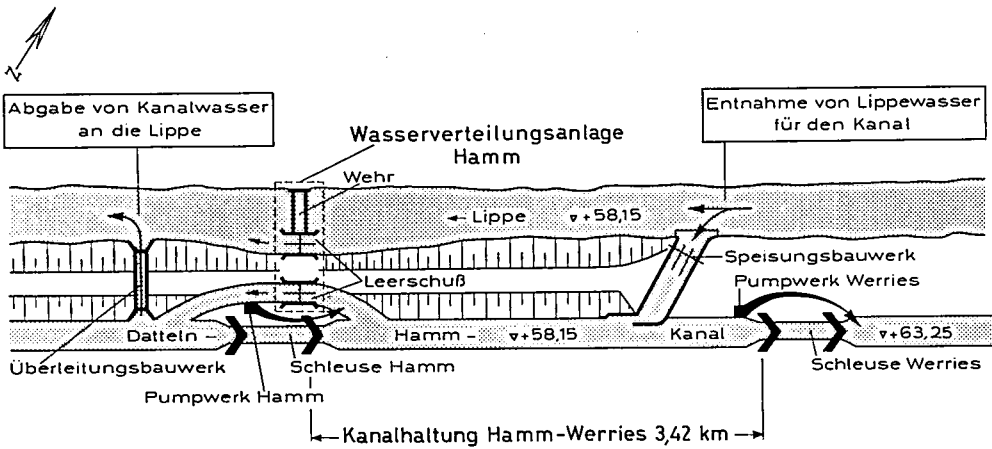 N
Abgabe von Kanalwasser
an die Lippe
Wasserverteilungsanlage
Hamm
Wehr
Entnahme von Lippewasser
für den Kanal
Lippe ▿+58,15
Speisungsbauwerk
Pumpwerk Werries
Leerschuß
Datteln -
Hamm - ▿+58,15 Kanal
▿+63,25
Überleitungsbauwerk
Schleuse Hamm
Schleuse Werries
Pumpwerk Hamm
Kanalhaltung Hamm-Werries 3,42 km